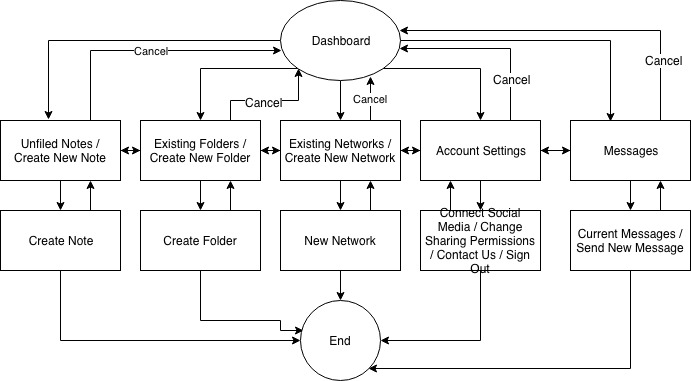 Dashboard
Cancel
Cancel
Cancel
Cancel
Cancel
Unfiled Notes /
Create New Note
Existing Folders /
Create New Folder
Existing Networks /
Create New Network
Account Settings
Messages
Create Note
Create Folder
New Network
Connect Social
Media / Change
Sharing Permissions
/ Contact Us / Sign
Out
Current Messages /
Send New Message
End